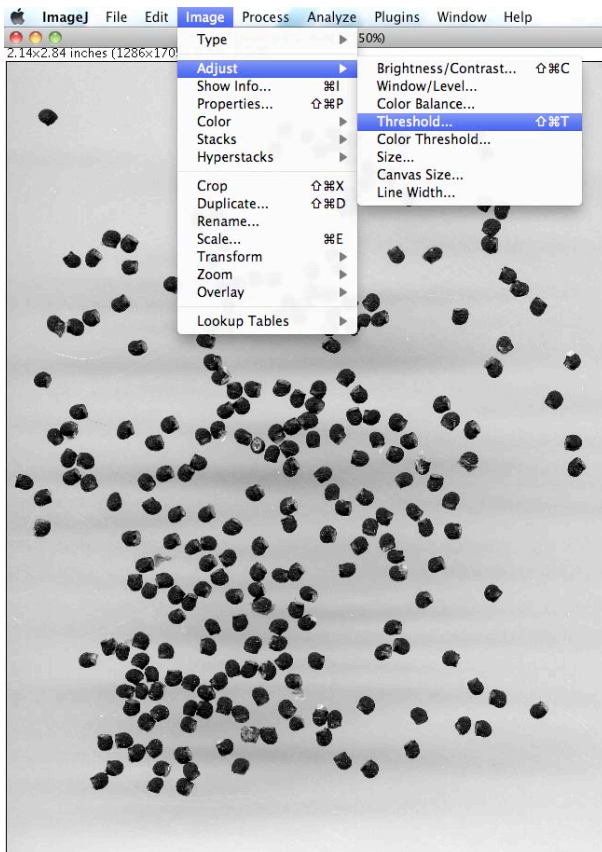 ImageJ File Edit Image Process Analyze Plugins Window Help
50%)
2.14x2.84 inches (1286x170
Type
Adjust
Show Info... ⌘I
Properties... ⇧⌘P
Color
Stacks
Hyperstacks
Crop ⇧⌘X
Duplicate... ⇧⌘D
Rename...
Scale... ⌘E
Transform
Zoom
Overlay
Lookup Tables
Brightness/Contrast... ⇧⌘C
Window/Level...
Color Balance...
Threshold... ⇧⌘T
Color Threshold...
Size...
Canvas Size...
Line Width...